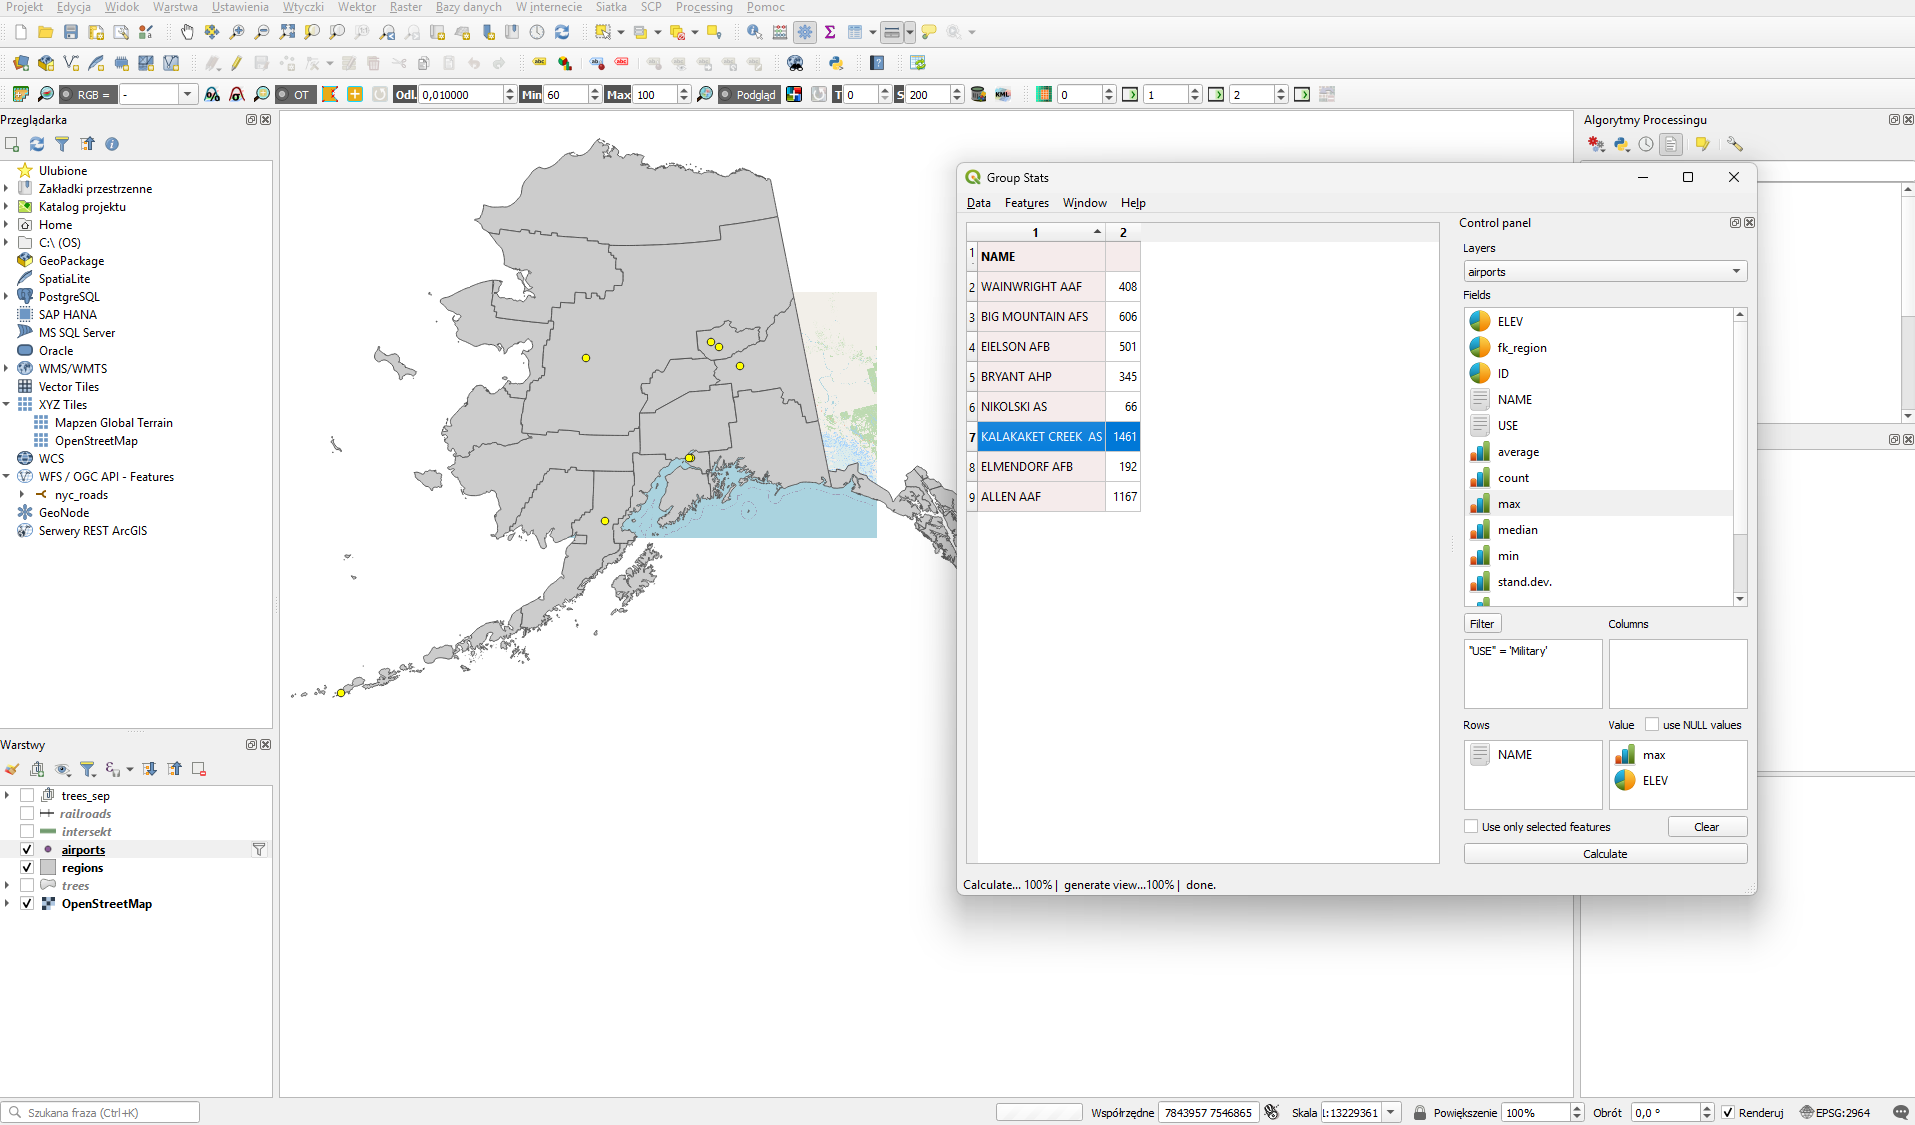 Projekt Edycja Widok Warstwa Ustawienia Wtyczki Wektor Raster Bazy danych W internecie Siatka SCP Processing Pomoc
RGB = - OT Odl. 0,010000 Min 60 Max 100 Podgląd T 0 S 200 KML 0 1 2
Przeglądarka
Ulubione
Zakładki przestrzenne
Katalog projektu
Home
C:\ (OS)
GeoPackage
SpatiaLite
PostgreSQL
SAP HANA
MS SQL Server
Oracle
WMS/WMTS
Vector Tiles
XYZ Tiles
Mapzen Global Terrain
OpenStreetMap
WCS
WFS / OGC API - Features
nyc_roads
GeoNode
Serwery REST ArcGIS
Warstwy
trees_sep
railroads
intersekt
airports
regions
trees
OpenStreetMap
Algorytmy Processingu
Group Stats
Data Features Window Help
1 2
1 NAME
2 WAINWRIGHT AAF 408
3 BIG MOUNTAIN AFS 606
4 EIELSON AFB 501
5 BRYANT AHP 345
6 NIKOLSKI AS 66
7 KALAKAKET CREEK AS 1461
8 ELMENDORF AFB 192
9 ALLEN AAF 1167
Control panel
Layers
airports
Fields
ELEV
fk_region
ID
NAME
USE
average
count
max
median
min
stand.dev.
Filter Columns
"USE" = 'Military'
Rows Value use NULL values
NAME max
ELEV
Use only selected features Clear
Calculate
Calculate... 100% | generate view...100% | done.
Szukana fraza (Ctrl+K) Współrzędne 7843957 7546865 Skala 1:13229361 Powiększenie 100% Obrót 0,0 ° Renderuj EPSG:2964